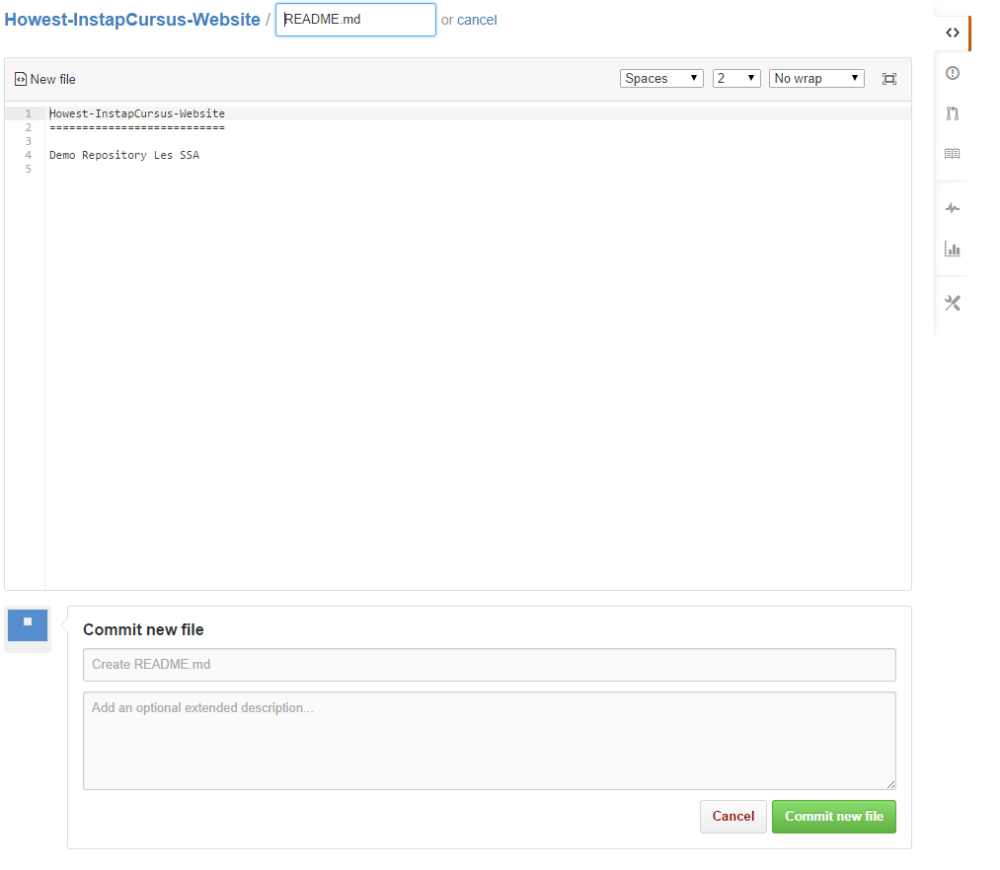 Howest-InstapCursus-Website / README.md or cancel
New file Spaces 2 No wrap
1 Howest-InstapCursus-Website
2 ===========================
3
4 Demo Repository Les SSA
5
Commit new file
Create README.md
Add an optional extended description...
Cancel Commit new file